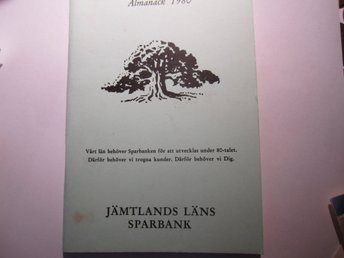 Almanack 1980
Vårt län behöver Sparbanken för att utvecklas under 80-talet.
Därför behöver vi trogna kunder. Därför behöver vi Dig.
JÄMTLANDS LÄNS
SPARBANK